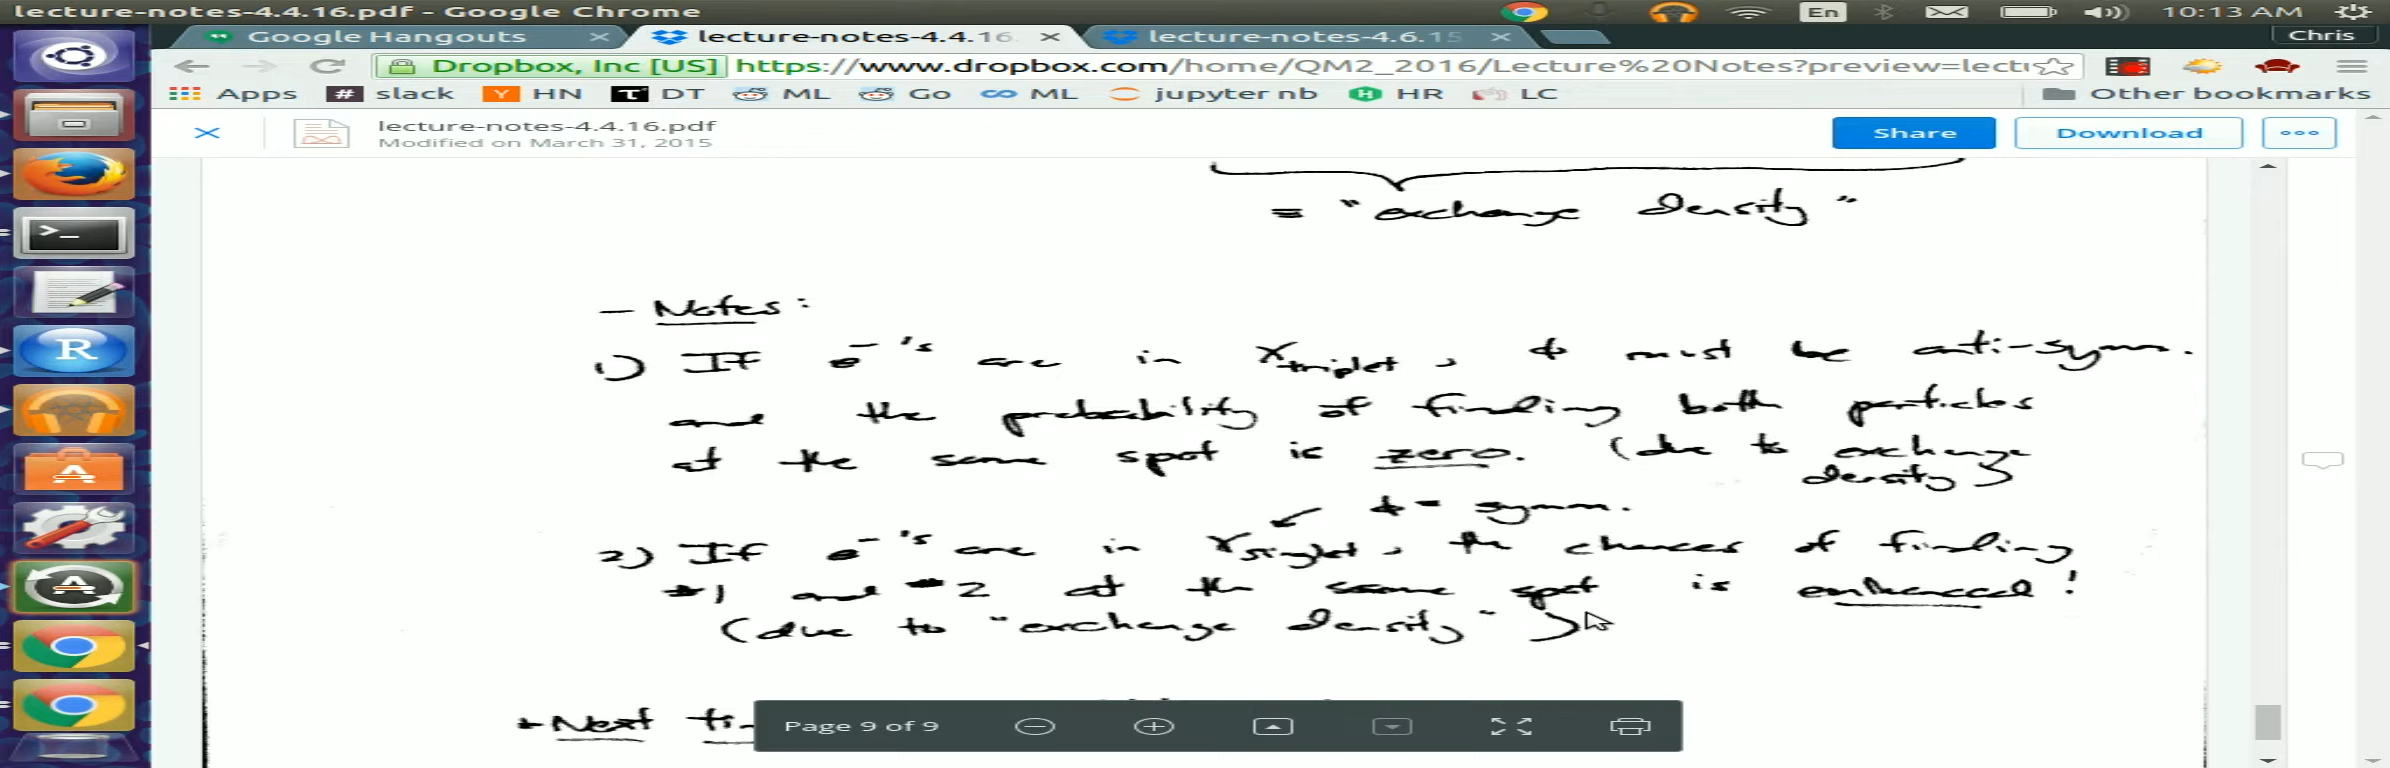 lecture-notes-4.4.16.pdf - Google Chrome En 10:13 AM
Google Hangouts × lecture-notes-4.4.16. × lecture-notes-4.6.15 × Chris
Dropbox, Inc [US] https://www.dropbox.com/home/QM2_2016/Lecture%20Notes?preview=lectu
Apps # slack Y HN DT ML Go ML jupyter nb HR LC Other bookmarks
lecture-notes-4.4.16.pdf
Modified on March 31, 2015
Share Download
= "exchange density"
- Notes:
1) If e⁻'s are in χtriplet, ϕ must be anti-symm.
and the probability of finding both particles
at the same spot is zero. (due to exchange
density)
ϕ = symm.
2) If e⁻'s are in χsinglet, the chances of finding
#1 and #2 at the same spot is enhanced!
(due to "exchange density")
Next
Page 9 of 9